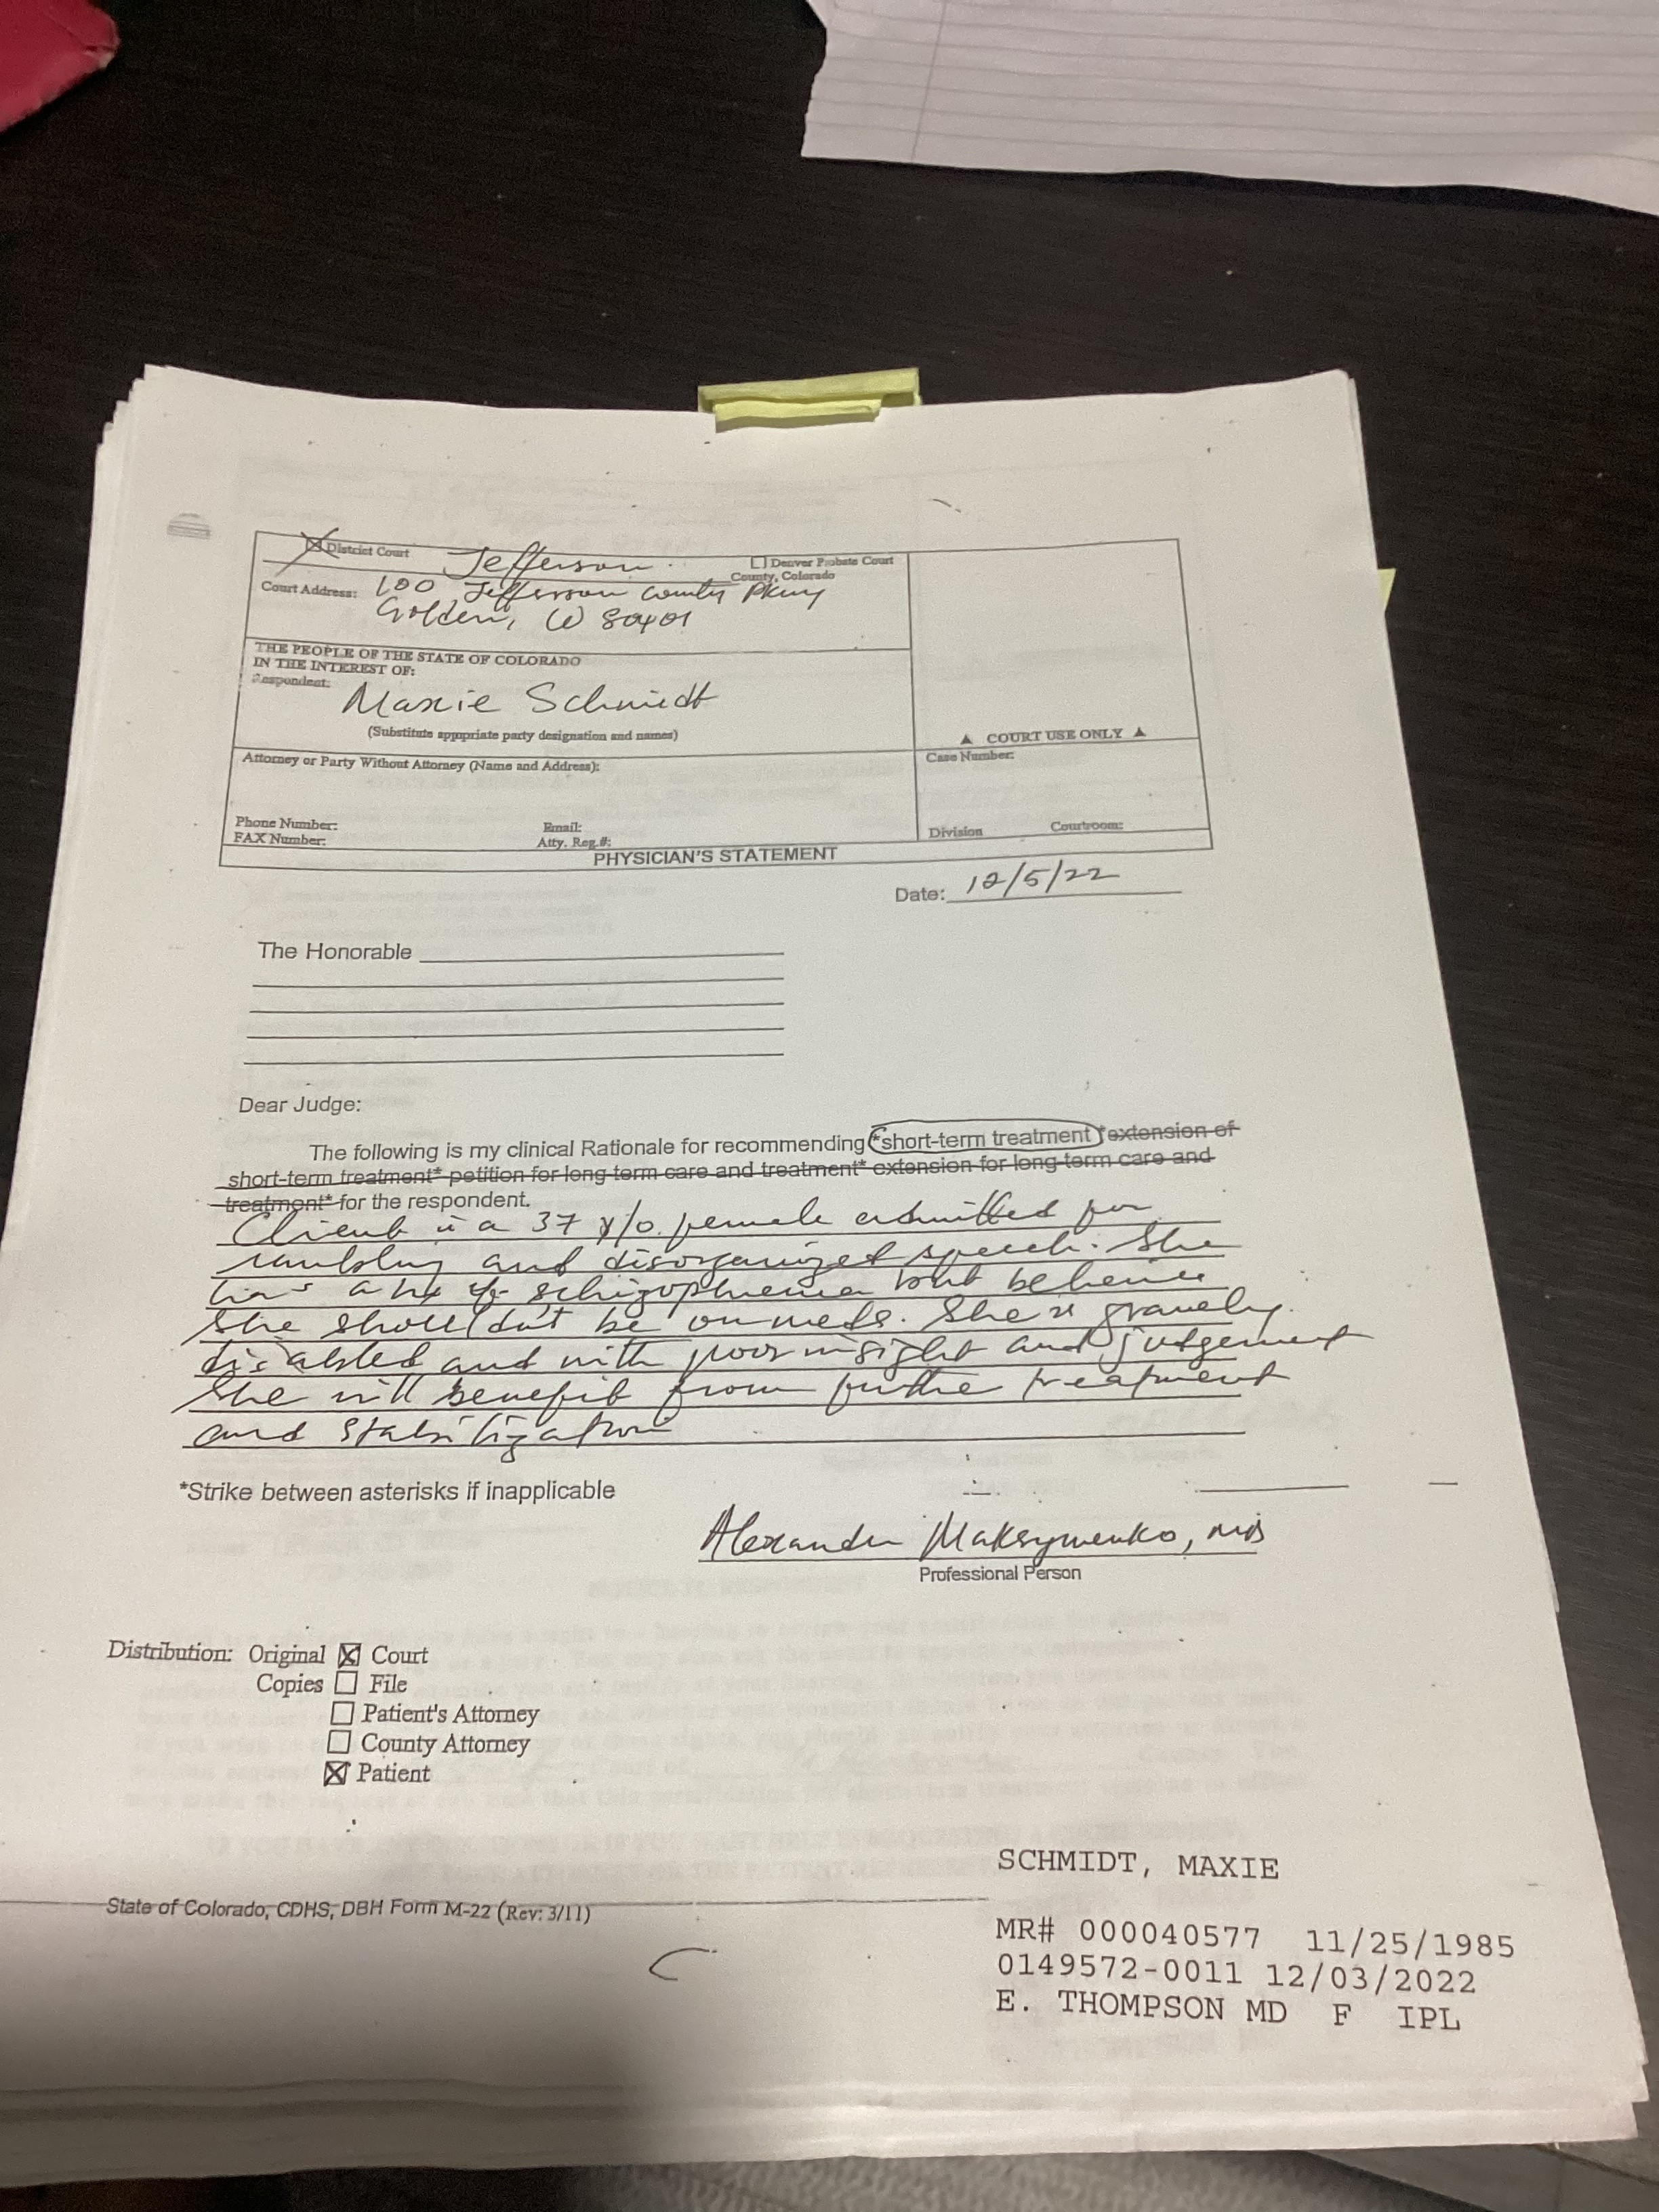 District Court Jefferson Denver Probate Court
County, Colorado
Court Address: 100 Jefferson County Pkwy
Golden, CO 80401
THE PEOPLE OF THE STATE OF COLORADO
IN THE INTEREST OF:
Respondent:
Maxie Schmidt
(Substitute appropriate party designation and names)
▲ COURT USE ONLY ▲
Attorney or Party Without Attorney (Name and Address):
Case Number:
Phone Number: Email:
FAX Number: Atty. Reg.#:
Division Courtroom:
PHYSICIAN'S STATEMENT
Date: 12/5/22
The Honorable
Dear Judge:
The following is my clinical Rationale for recommending *short-term treatment *extension of
short-term treatment* petition for long-term care and treatment* extension for long-term care and
treatment* for the respondent.
Client is a 37 y/o. female admitted for
rambling and disorganized speech. She
has a hx of schizophrenia but believes
she shouldn't be on meds. She is gravely
disabled and with poor insight and judgement
She will benefit from further treatment
and stabilization
*Strike between asterisks if inapplicable
Alexander Maksymenko, MD
Professional Person
Distribution: Original Court
Copies File
Patient's Attorney
County Attorney
Patient
SCHMIDT, MAXIE
State of Colorado, CDHS, DBH Form M-22 (Rev: 3/11)
MR# 000040577 11/25/1985
0149572-0011 12/03/2022
E. THOMPSON MD F IPL